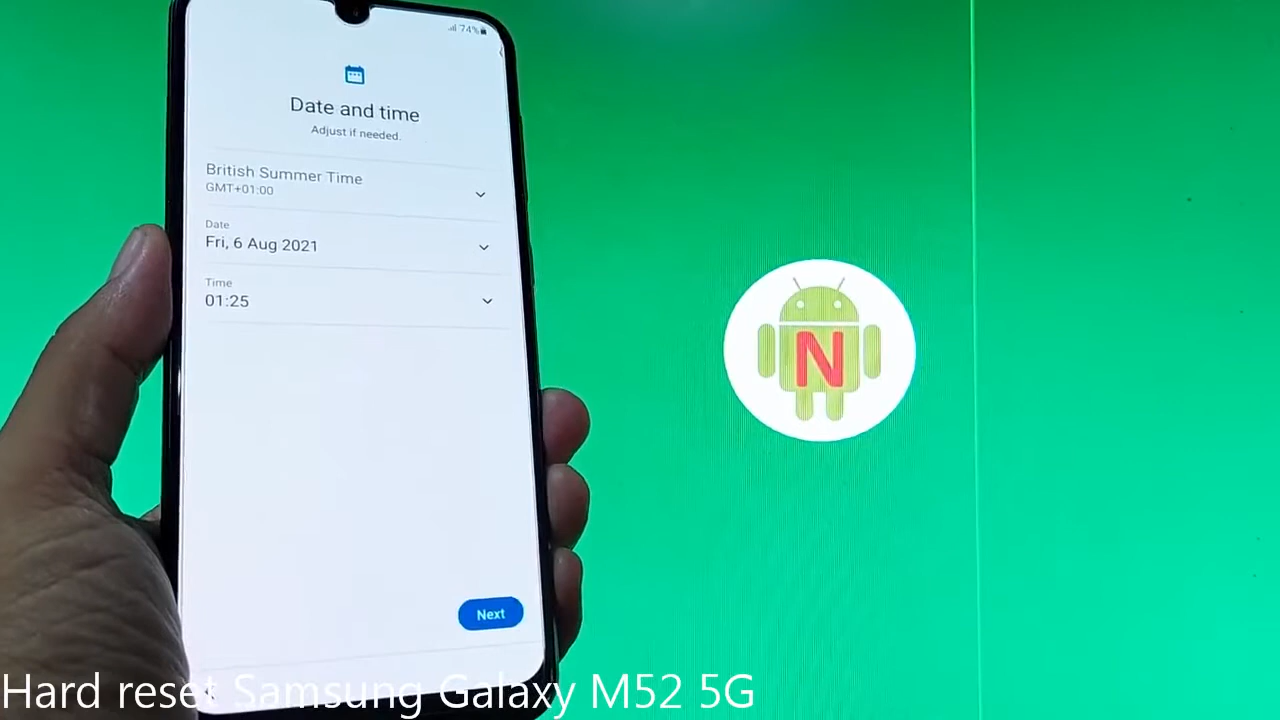 74%
Date and time
Adjust if needed.
British Summer Time
GMT+01:00
Date
Fri, 6 Aug 2021
Time
01:25
N
Next
Hard reset Samsung Galaxy M52 5G